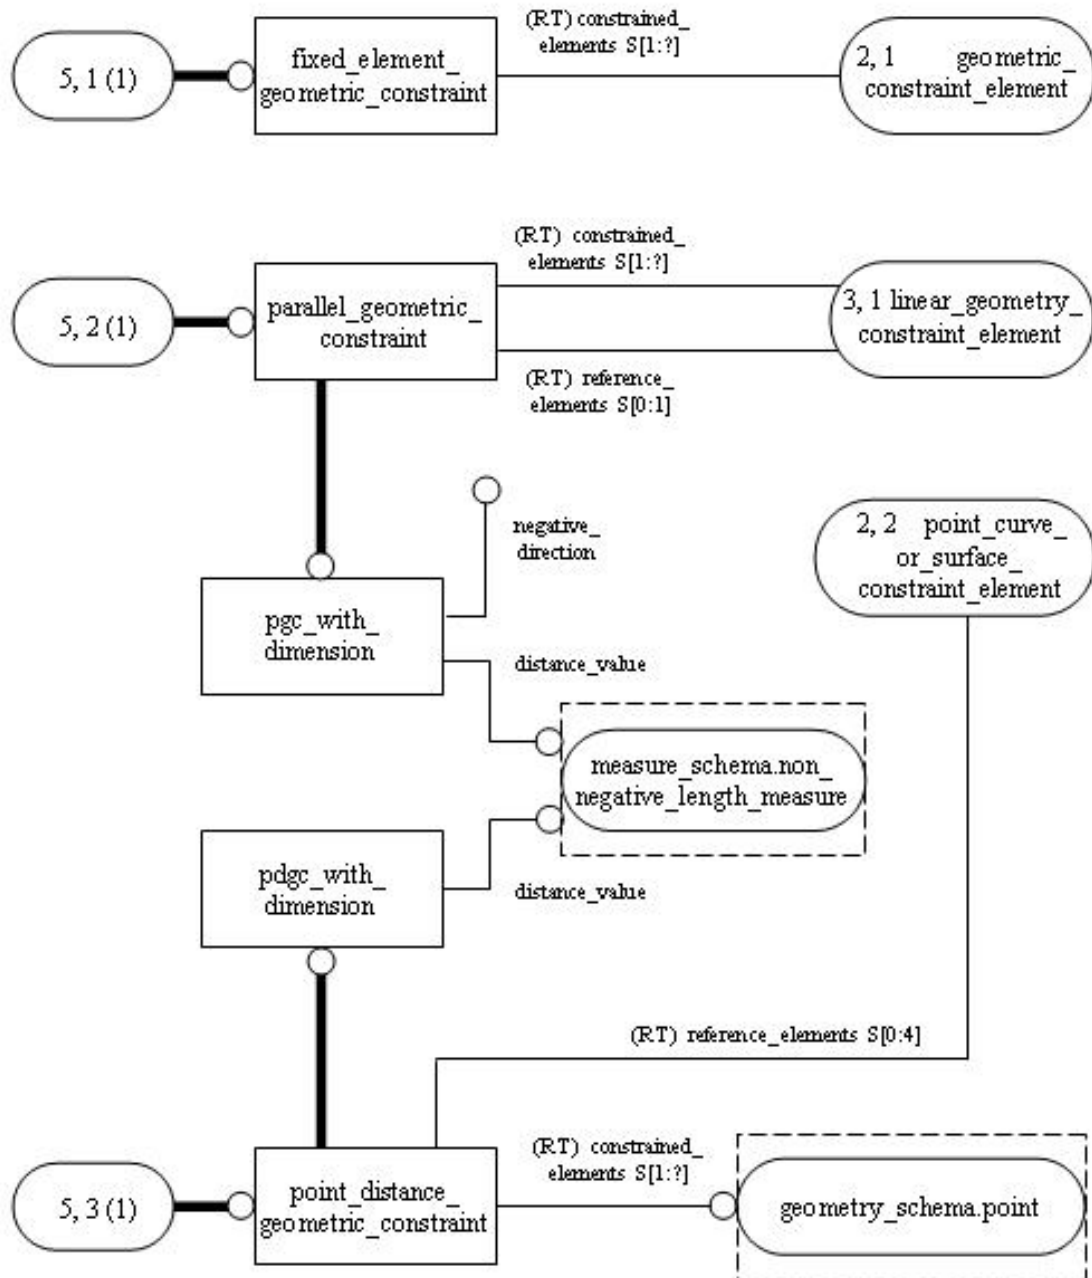 5, 1 (1)
fixed_element_
geometric_constraint
(RT) constrained_
elements S[1:?]
2, 1 geometric_
constraint_element
5, 2 (1)
parallel_geometric_
constraint
(RT) constrained_
elements S[1:?]
(RT) reference_
elements S[0:1]
3, 1 linear_geometry_
constraint_element
negative_
direction
2, 2 point_curve_
or_surface_
constraint_element
pgc_with_
dimension
distance_value
measure_schema.non_
negative_length_measure
pdgc_with_
dimension
distance_value
(RT) reference_elements S[0:4]
5, 3 (1)
point_distance_
geometric_constraint
(RT) constrained_
elements S[1:?]
geometry_schema.point